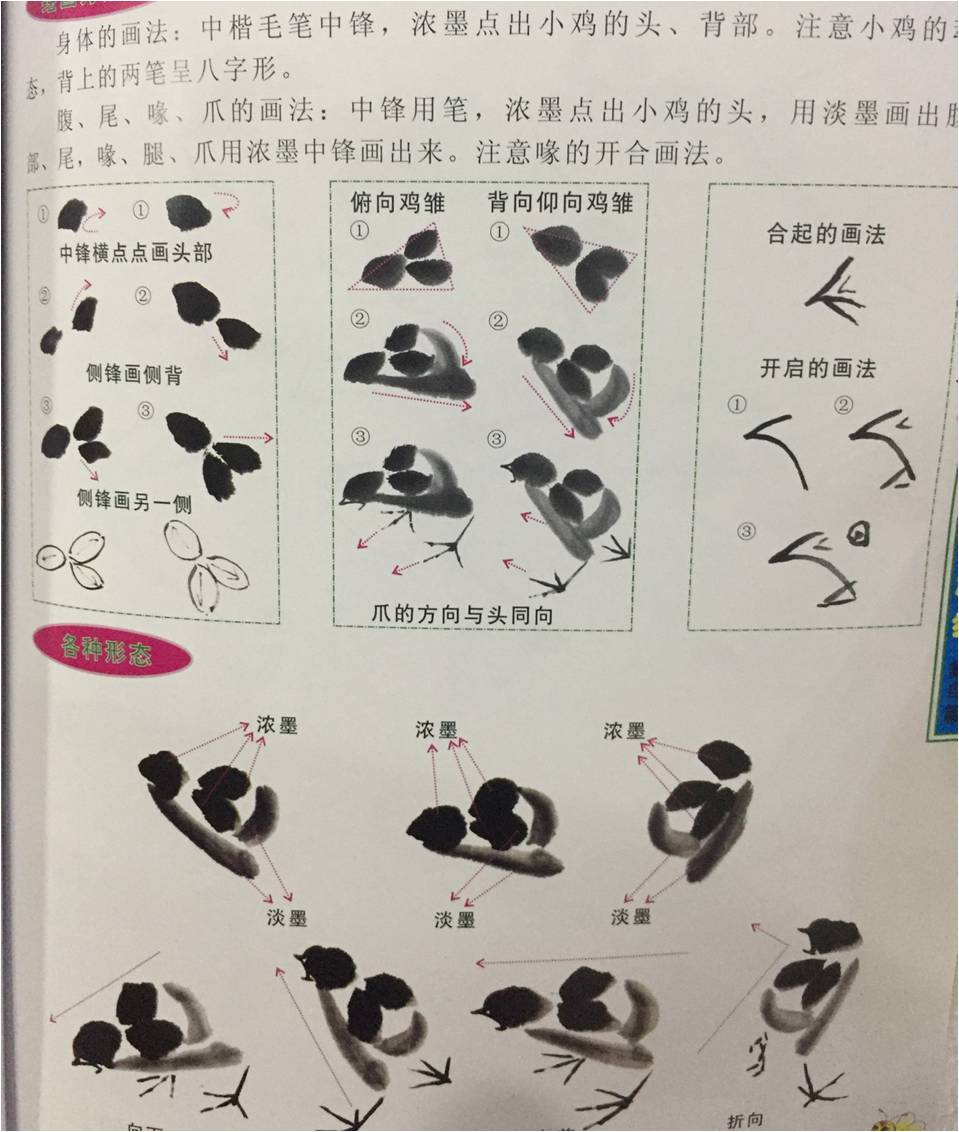 身体的画法：中楷毛笔中锋，浓墨点出小鸡的头、背部。注意小鸡的
态，背上的两笔呈八字形。
腹、尾、喙、爪的画法：中锋用笔，浓墨点出小鸡的头，用淡墨画出腹
部、尾，喙、腿、爪用浓墨中锋画出来。注意喙的开合画法。
① ①
中锋横点点画头部
② ②
侧锋画侧背
③ ③
侧锋画另一侧
俯向鸡雏 背向仰向鸡雏
① ①
② ②
③ ③
爪的方向与头同向
合起的画法
开启的画法
① ②
③
各种形态
浓墨 浓墨 浓墨
淡墨 淡墨 淡墨
折向